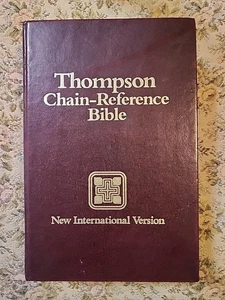 Thompson
Chain-Reference
Bible
New International Version